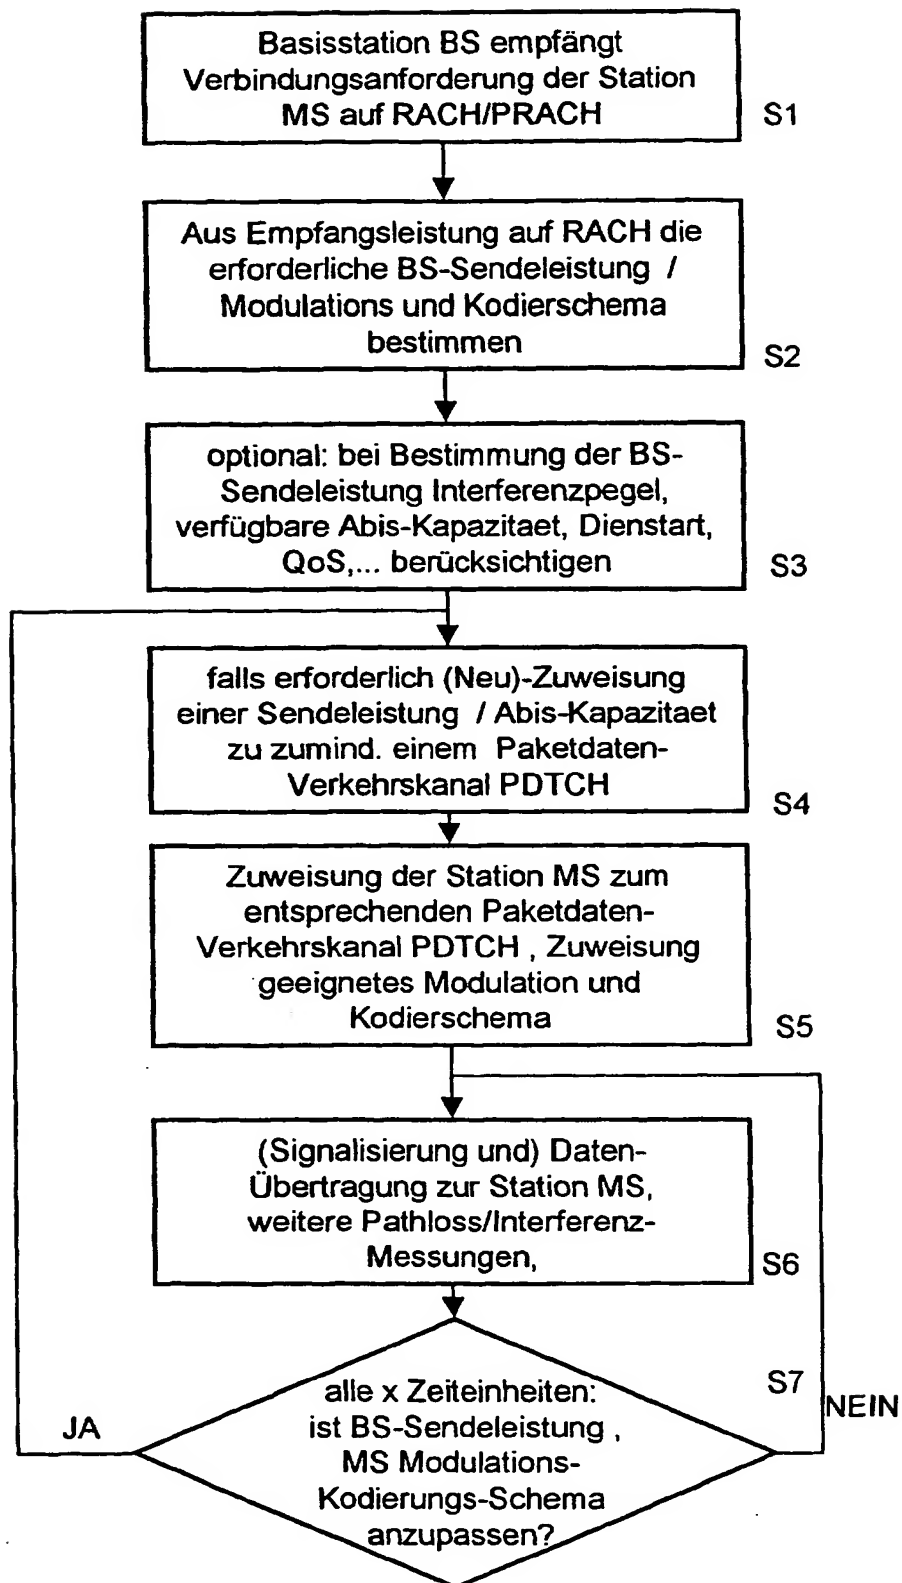 Basisstation BS empfängt
Verbindungsanforderung der Station
MS auf RACH/PRACH
S1
Aus Empfangsleistung auf RACH die
erforderliche BS-Sendeleistung /
Modulations und Kodierschema
bestimmen
S2
optional: bei Bestimmung der BS-
Sendeleistung Interferenzpegel,
verfügbare Abis-Kapazitaet, Dienstart,
QoS,... berücksichtigen
S3
falls erforderlich (Neu)-Zuweisung
einer Sendeleistung / Abis-Kapazitaet
zu zumind. einem Paketdaten-
Verkehrskanal PDTCH
S4
Zuweisung der Station MS zum
entsprechenden Paketdaten-
Verkehrskanal PDTCH , Zuweisung
geeignetes Modulation und
Kodierschema
S5
(Signalisierung und) Daten-
Übertragung zur Station MS,
weitere Pathloss/Interferenz-
Messungen,
S6
alle x Zeiteinheiten:
ist BS-Sendeleistung ,
MS Modulations-
Kodierungs-Schema
anzupassen?
S7
JA
NEIN